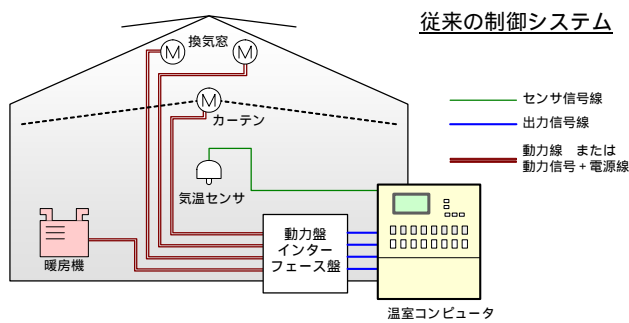 従来の制御システム
換気窓
M
M
M
カーテン
気温センサ
暖房機
動力盤
インター
フェース盤
温室コンピュータ
センサ信号線
出力信号線
動力線　または
動力信号+電源線